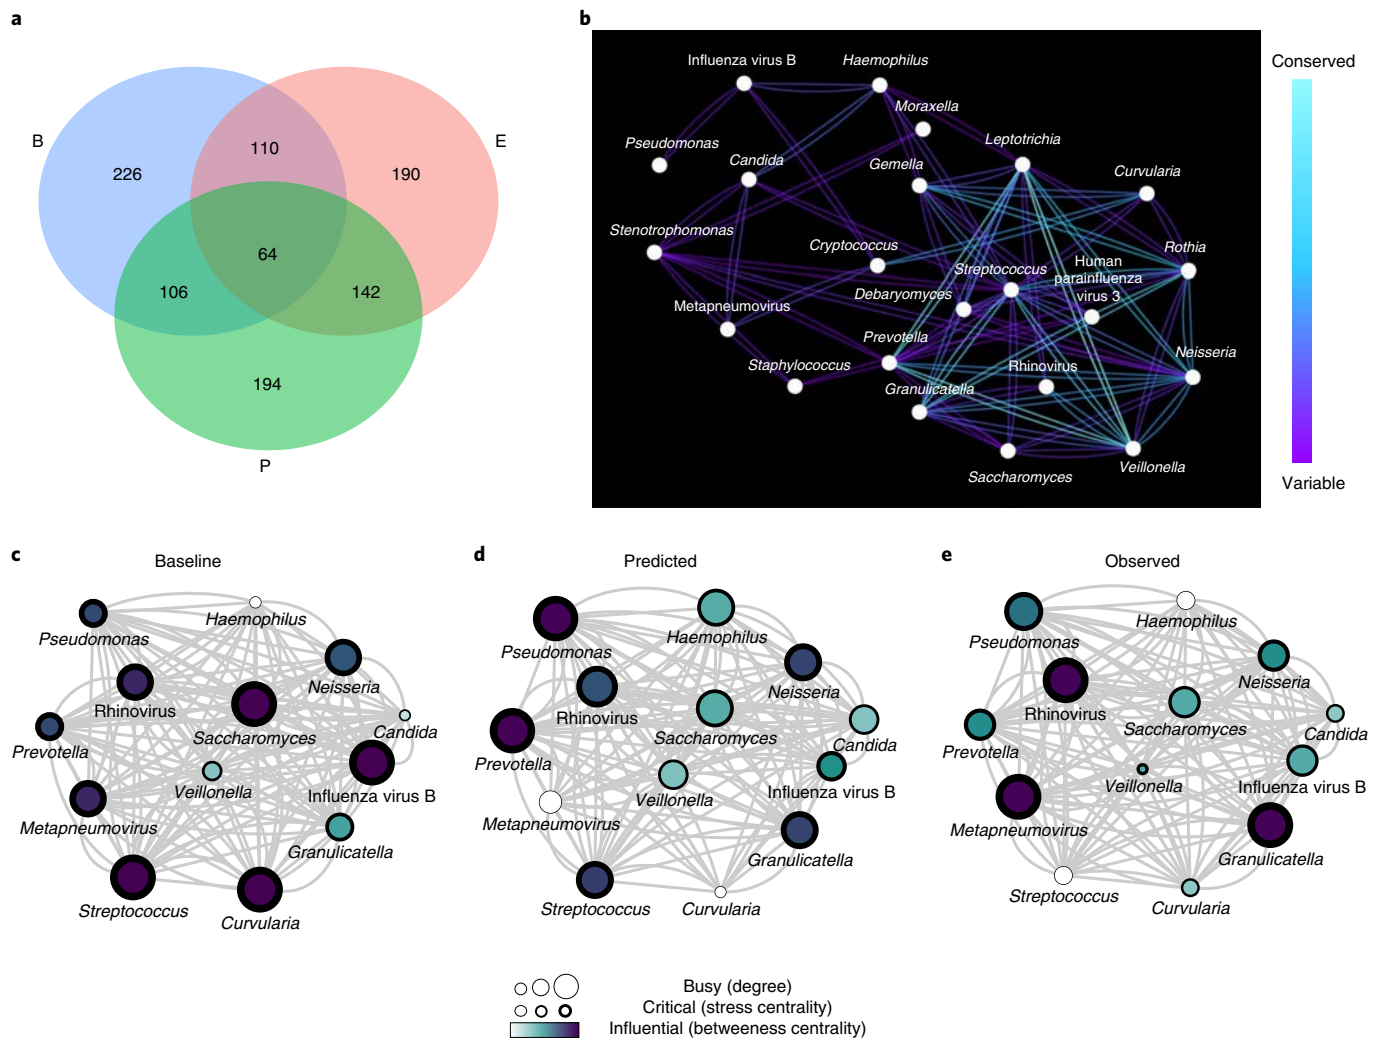 a
B
E
226
110
190
64
106
142
194
P
b
Influenza virus B
Haemophilus
Moraxella
Leptotrichia
Pseudomonas
Candida
Gemella
Curvularia
Stenotrophomonas
Cryptococcus
Rothia
Streptococcus
Human
parainfluenza
virus 3
Debaryomyces
Metapneumovirus
Prevotella
Neisseria
Staphylococcus
Rhinovirus
Granulicatella
Saccharomyces
Veillonella
Conserved
Variable
c
Baseline
Haemophilus
Pseudomonas
Neisseria
Rhinovirus
Candida
Saccharomyces
Prevotella
Veillonella
Influenza virus B
Metapneumovirus
Granulicatella
Streptococcus
Curvularia
d
Predicted
Haemophilus
Pseudomonas
Neisseria
Rhinovirus
Saccharomyces
Candida
Prevotella
Influenza virus B
Veillonella
Metapneumovirus
Granulicatella
Streptococcus
Curvularia
e
Observed
Haemophilus
Pseudomonas
Neisseria
Rhinovirus
Saccharomyces
Candida
Prevotella
Veillonella
Influenza virus B
Metapneumovirus
Granulicatella
Streptococcus
Curvularia
Busy (degree)
Critical (stress centrality)
Influential (betweeness centrality)